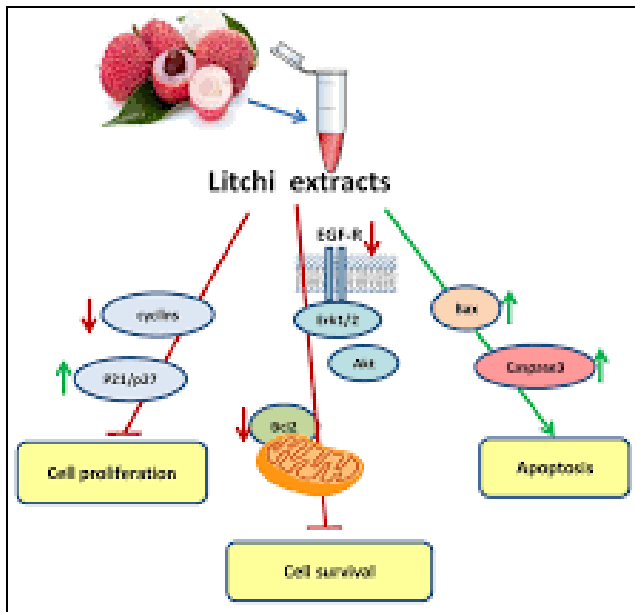 Litchi extracts
EGF-R
cyclins
Erk1/2
Bax
P21/p27
Akt
Caspase3
Bcl2
Cell proliferation
Apoptosis
Cell survival